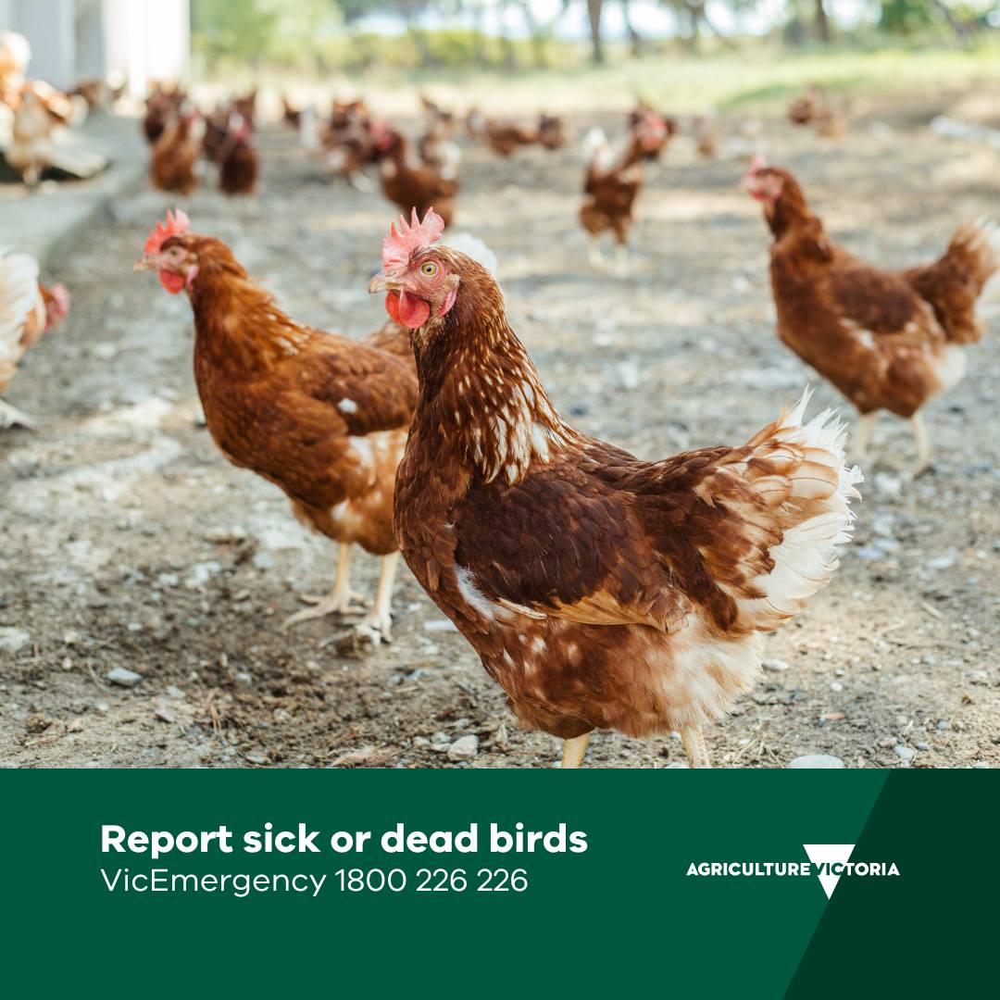 Report sick or dead birds
VicEmergency 1800 226 226
AGRICULTURE VICTORIA